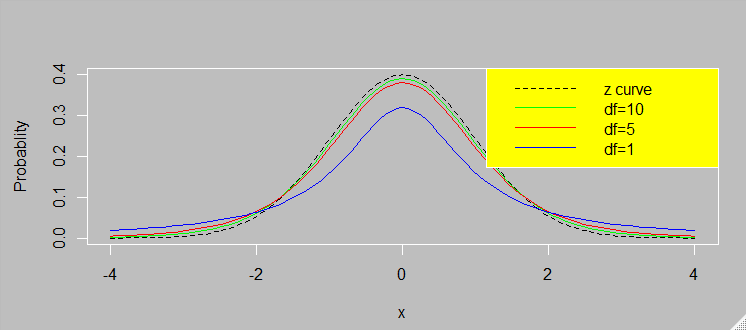 z curve
df=10
df=5
df=1
Probablity
0.4
0.3
0.2
0.1
0.0
-4 -2 0 2 4
x